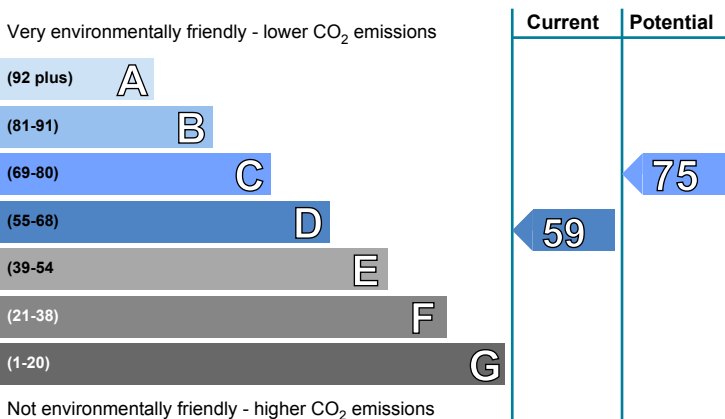 Very environmentally friendly - lower CO2 emissions
Current
Potential
(92 plus) A
(81-91) B
(69-80) C
75
(55-68) D
59
(39-54 E
(21-38) F
(1-20) G
Not environmentally friendly - higher CO2 emissions